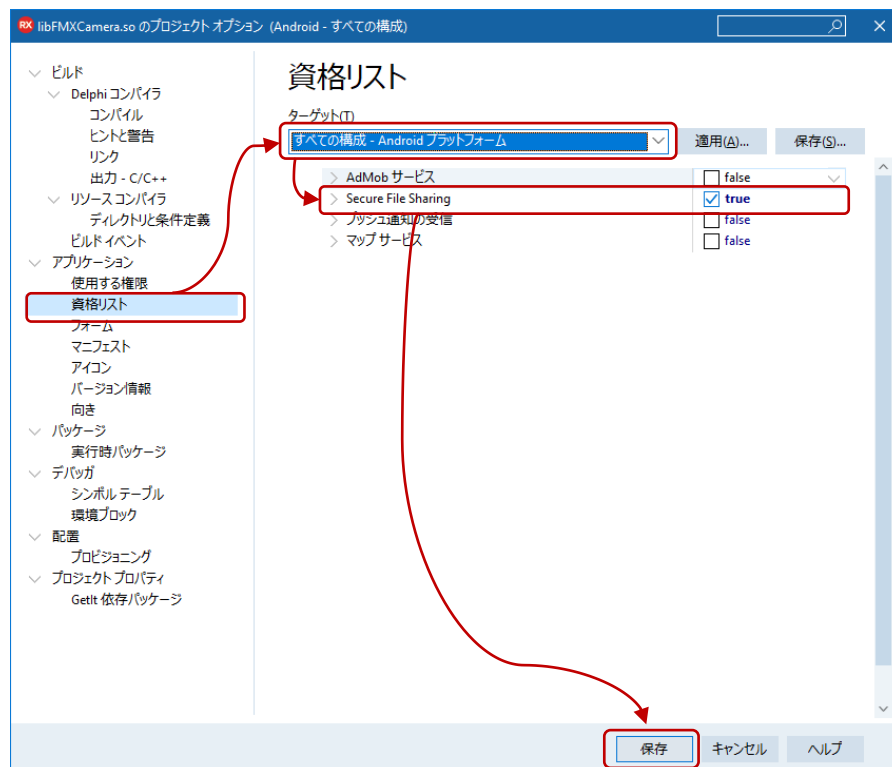 RX libFMXCamera.so のプロジェクト オプション (Android - すべての構成)
ビルド
Delphi コンパイラ
コンパイル
ヒントと警告
リンク
出力 - C/C++
リソース コンパイラ
ディレクトリと条件定義
ビルド イベント
アプリケーション
使用する権限
資格リスト
フォーム
マニフェスト
アイコン
バージョン情報
向き
パッケージ
実行時パッケージ
デバッガ
シンボル テーブル
環境ブロック
配置
プロビジョニング
プロジェクト プロパティ
GetIt 依存パッケージ
資格リスト
ターゲット(T)
すべての構成 - Android プラットフォーム
適用(A)...
保存(S)...
AdMob サービス false
Secure File Sharing true
プッシュ通知の受信 false
マップ サービス false
保存
キャンセル
ヘルプ